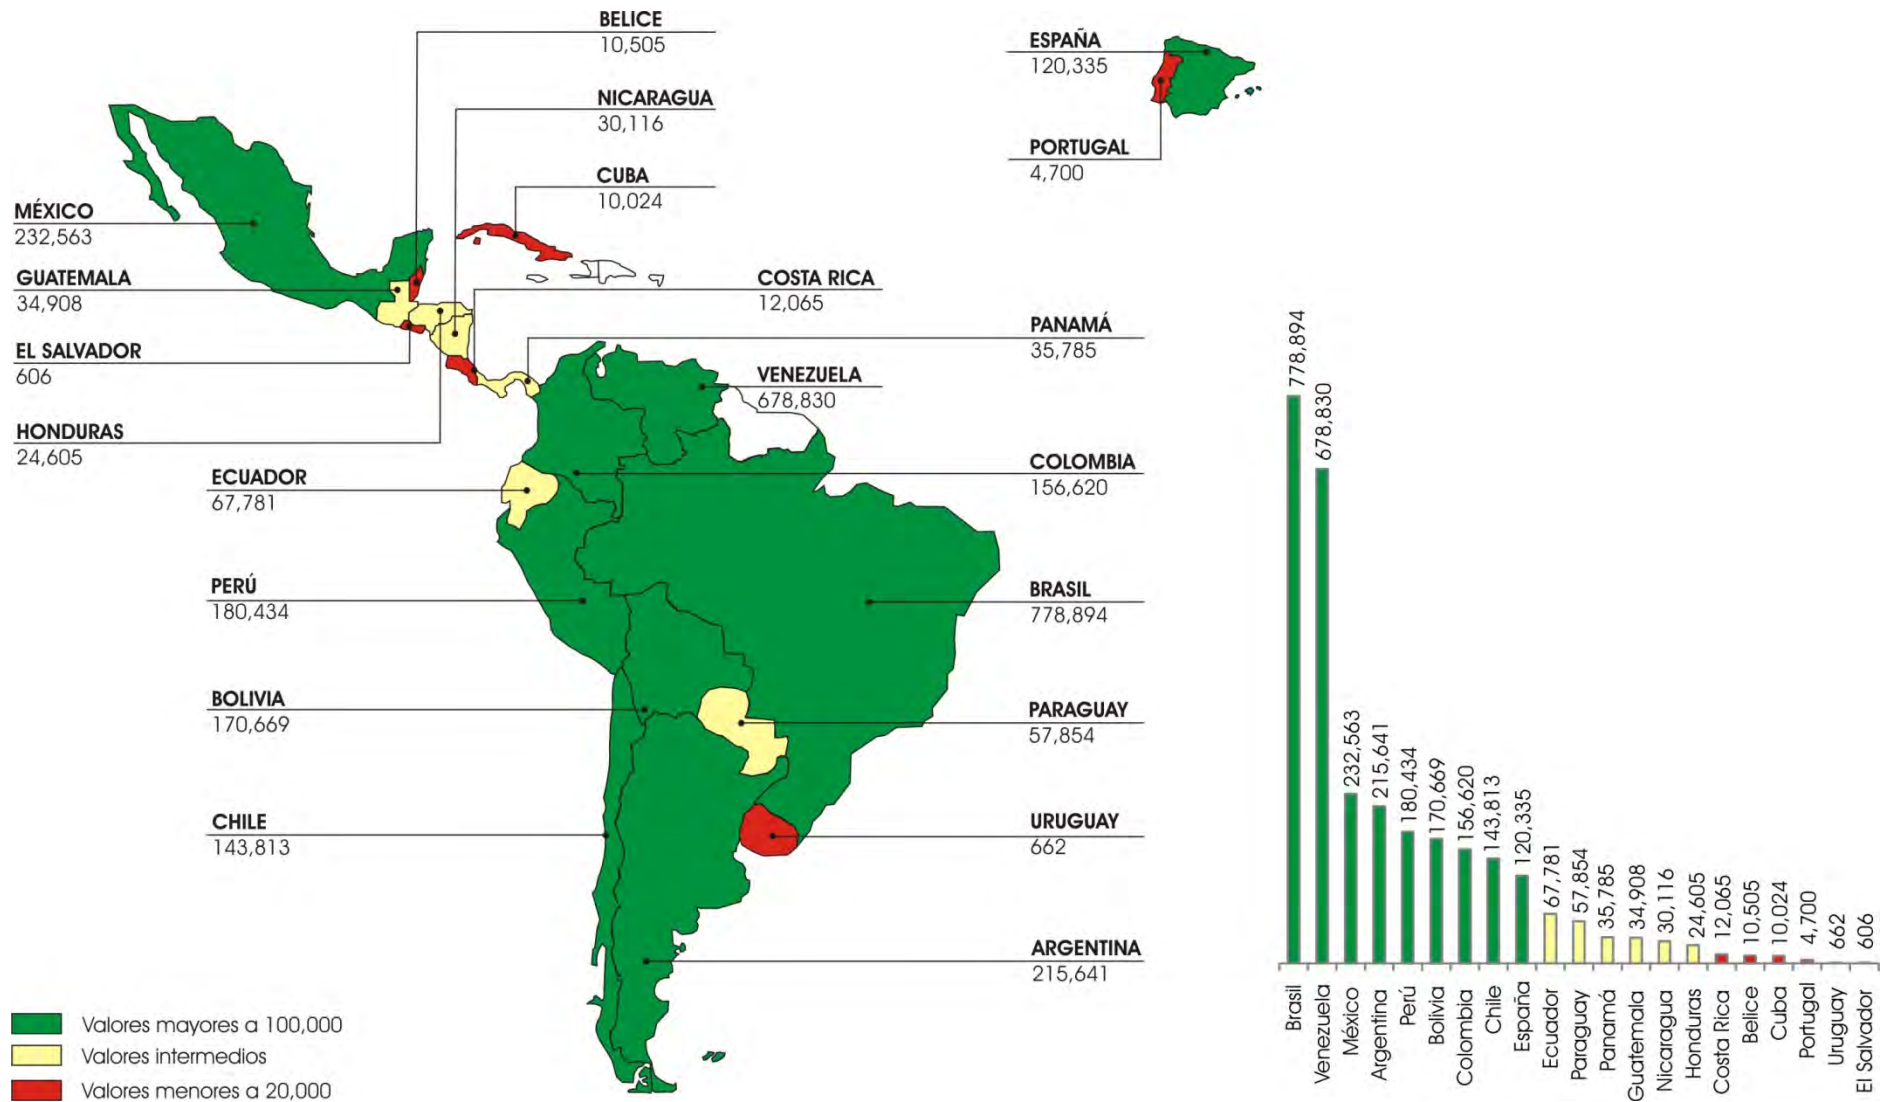 BELICE
10,505
NICARAGUA
30,116
CUBA
10,024
ESPAÑA
120,335
PORTUGAL
4,700
MÉXICO
232,563
GUATEMALA
34,908
EL SALVADOR
606
HONDURAS
24,605
COSTA RICA
12,065
PANAMÁ
35,785
VENEZUELA
678,830
COLOMBIA
156,620
ECUADOR
67,781
PERÚ
180,434
BRASIL
778,894
BOLIVIA
170,669
PARAGUAY
57,854
CHILE
143,813
URUGUAY
662
ARGENTINA
215,641
Valores mayores a 100,000
Valores intermedios
Valores menores a 20,000
778,894
678,830
232,563
215,641
180,434
170,669
156,620
143,813
120,335
67,781
57,854
35,785
34,908
30,116
24,605
12,065
10,505
10,024
4,700
662
606
Brasil
Venezuela
México
Argentina
Perú
Bolivia
Colombia
Chile
España
Ecuador
Paraguay
Panamá
Guatemala
Nicaragua
Honduras
Costa Rica
Belice
Cuba
Portugal
Uruguay
El Salvador